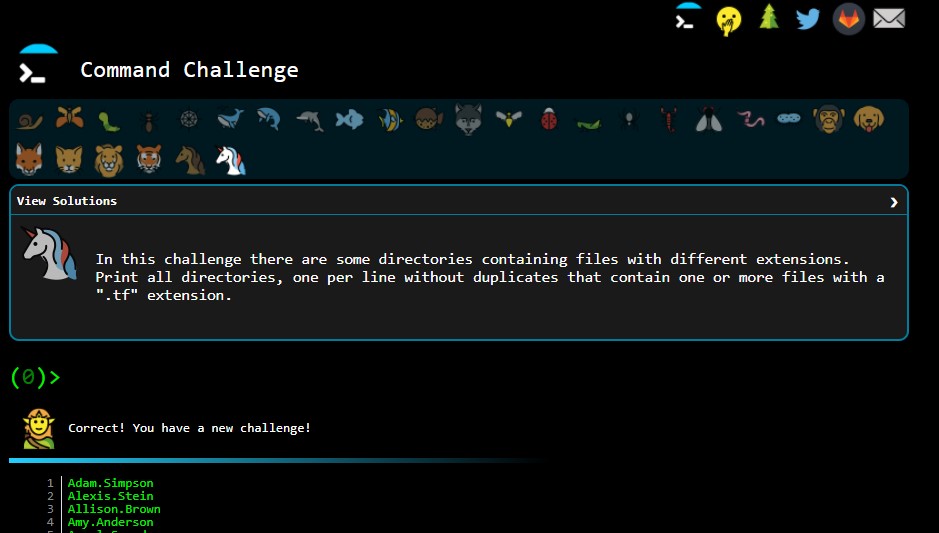 Command Challenge
View Solutions
In this challenge there are some directories containing files with different extensions.
Print all directories, one per line without duplicates that contain one or more files with a
".tf" extension.
(0)>
Correct! You have a new challenge!
1 Adam.Simpson
2 Alexis.Stein
3 Allison.Brown
4 Amy.Anderson